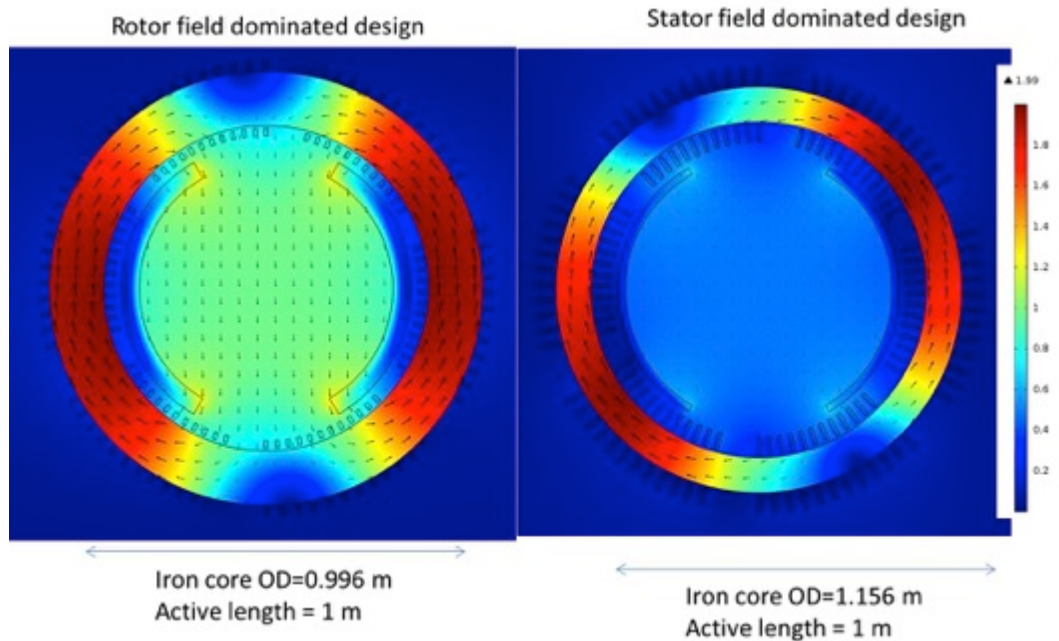 Rotor field dominated design
Stator field dominated design
▲ 1.99
1.8
1.6
1.4
1.2
1
0.8
0.6
0.4
0.2
Iron core OD=0.996 m
Active length = 1 m
Iron core OD=1.156 m
Active length = 1 m